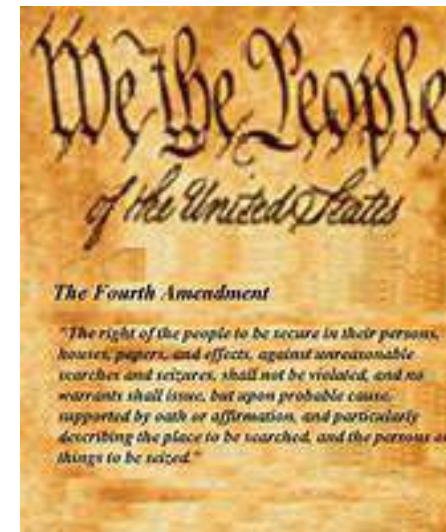 We the People
of the United States
The Fourth Amendment
"The right of the people to be secure in their persons,
houses, papers, and effects, against unreasonable
searches and seizures, shall not be violated, and no
warrants shall issue, but upon probable cause,
supported by oath or affirmation, and particularly
describing the place to be searched, and the persons
things to be seized."